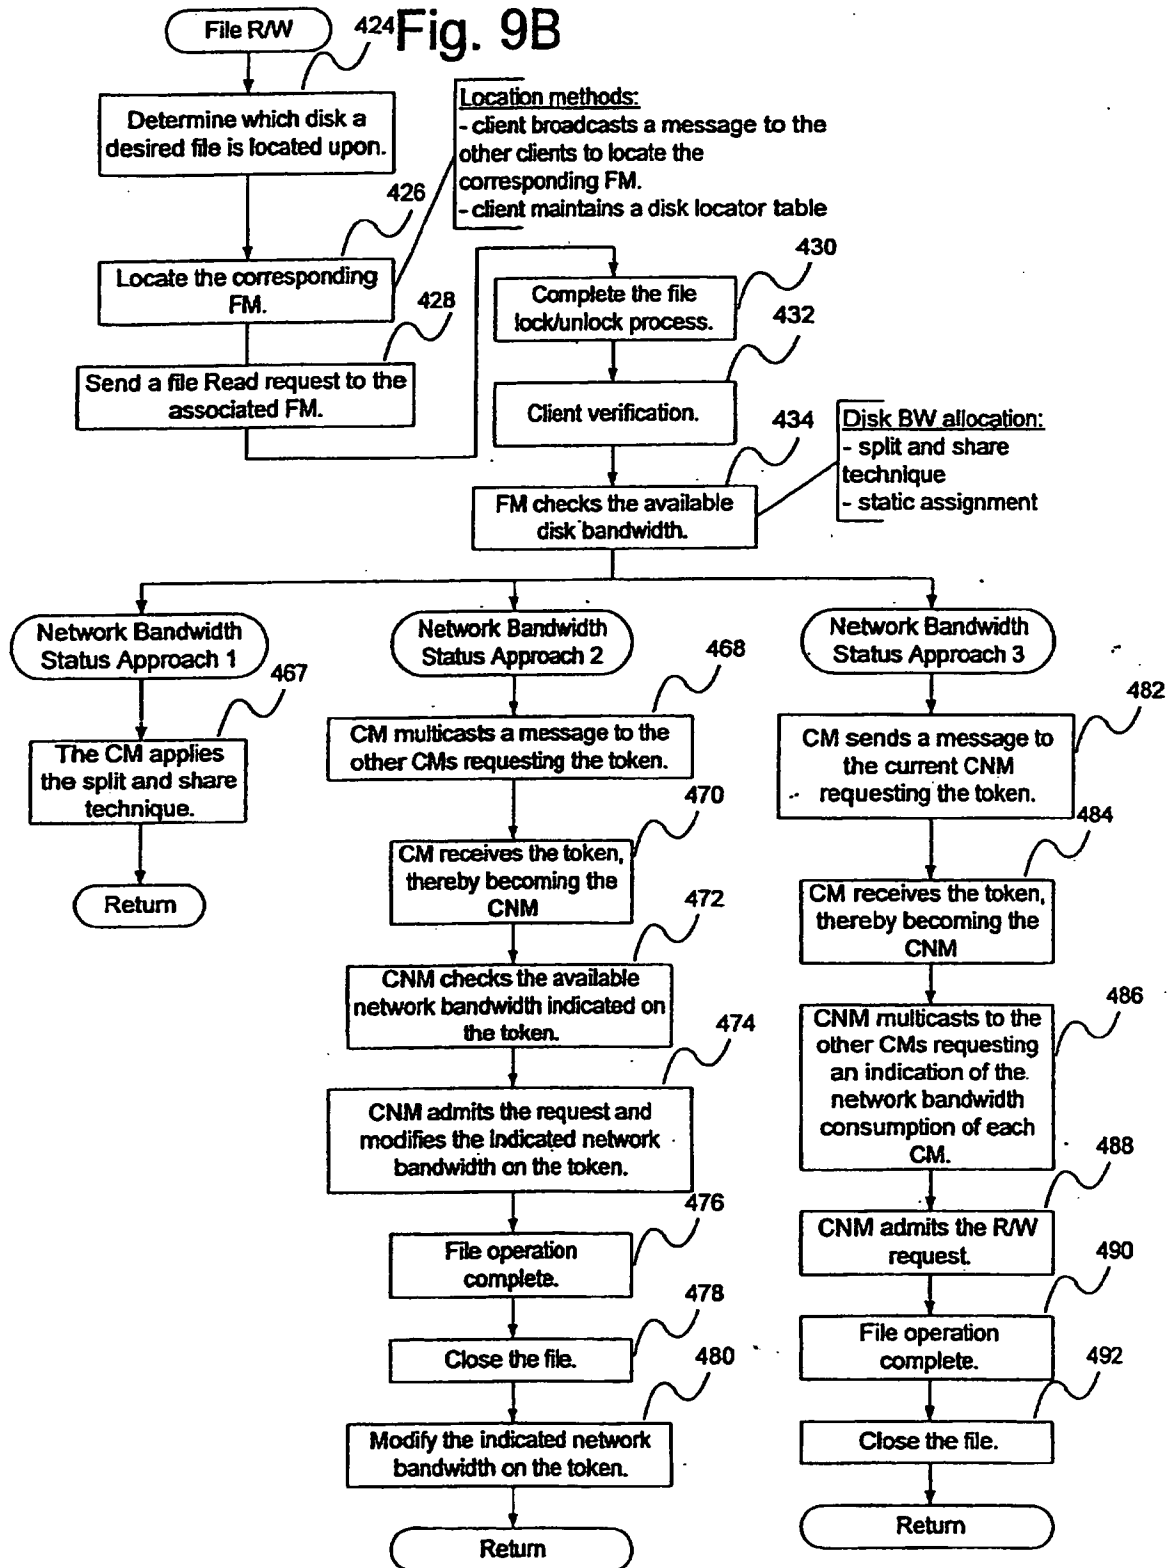 File R/W
424
Fig. 9B
Determine which disk a
desired file is located upon.
Location methods:
- client broadcasts a message to the
other clients to locate the
corresponding FM.
- client maintains a disk locator table
426
Locate the corresponding
FM.
428
Send a file Read request to the
associated FM.
430
Complete the file
lock/unlock process.
432
Client verification.
434
Disk BW allocation:
- split and share
technique
- static assignment
FM checks the available
disk bandwidth.
Network Bandwidth
Status Approach 1
467
The CM applies
the split and share
technique.
Return
Network Bandwidth
Status Approach 2
468
CM multicasts a message to the
other CMs requesting the token.
470
CM receives the token,
thereby becoming the
CNM
472
CNM checks the available
network bandwidth indicated on
the token.
474
CNM admits the request and
modifies the indicated network
bandwidth on the token.
476
File operation
complete.
478
Close the file.
480
Modify the indicated network
bandwidth on the token.
Return
Network Bandwidth
Status Approach 3
482
CM sends a message to
the current CNM
requesting the token.
484
CM receives the token,
thereby becoming the
CNM
486
CNM multicasts to the
other CMs requesting
an indication of the
network bandwidth
consumption of each
CM.
488
CNM admits the R/W
request.
490
File operation
complete.
492
Close the file.
Return